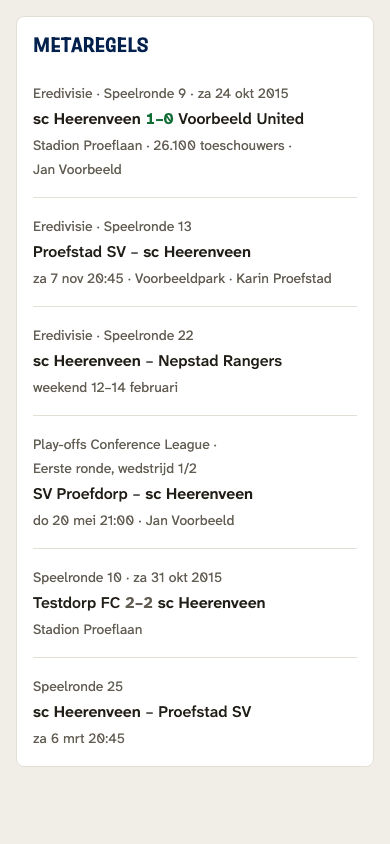 METAREGELS
Eredivisie · Speelronde 9 · za 24 okt 2015
sc Heerenveen 1–0 Voorbeeld United
Stadion Proeflaan · 26.100 toeschouwers ·
Jan Voorbeeld
Eredivisie · Speelronde 13
Proefstad SV – sc Heerenveen
za 7 nov 20:45 · Voorbeeldpark · Karin Proefstad
Eredivisie · Speelronde 22
sc Heerenveen – Nepstad Rangers
weekend 12–14 februari
Play-offs Conference League ·
Eerste ronde, wedstrijd 1/2
SV Proefdorp – sc Heerenveen
do 20 mei 21:00 · Jan Voorbeeld
Speelronde 10 · za 31 okt 2015
Testdorp FC 2–2 sc Heerenveen
Stadion Proeflaan
Speelronde 25
sc Heerenveen – Proefstad SV
za 6 mrt 20:45